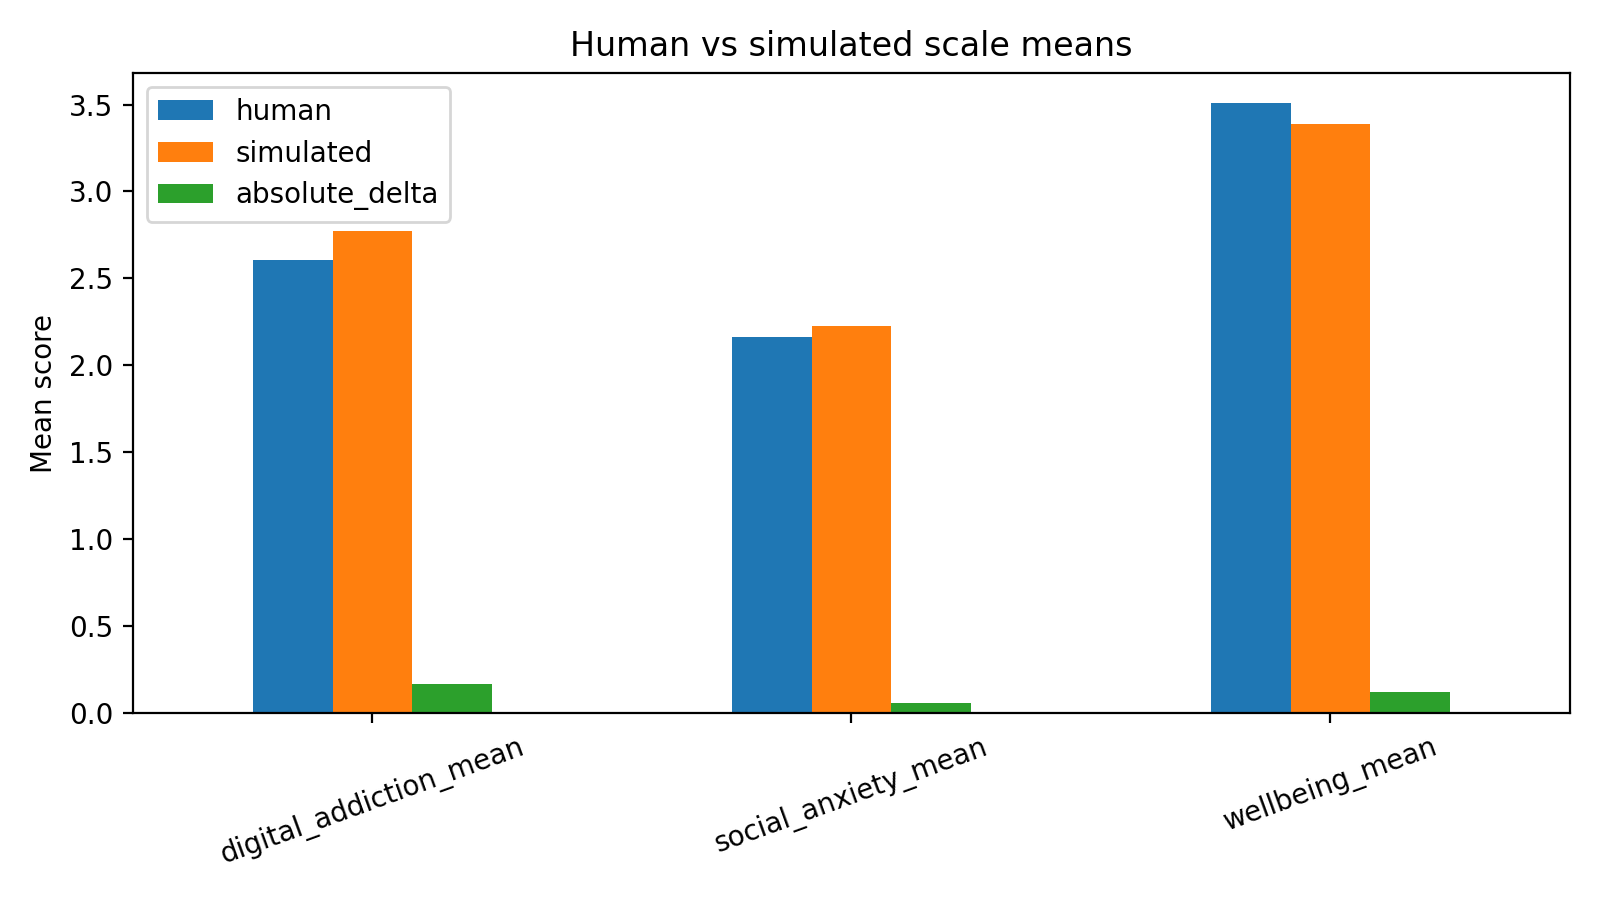 Human vs simulated scale means
human
simulated
absolute_delta
Mean score
3.5
3.0
2.5
2.0
1.5
1.0
0.5
0.0
digital_addiction_mean
social_anxiety_mean
wellbeing_mean